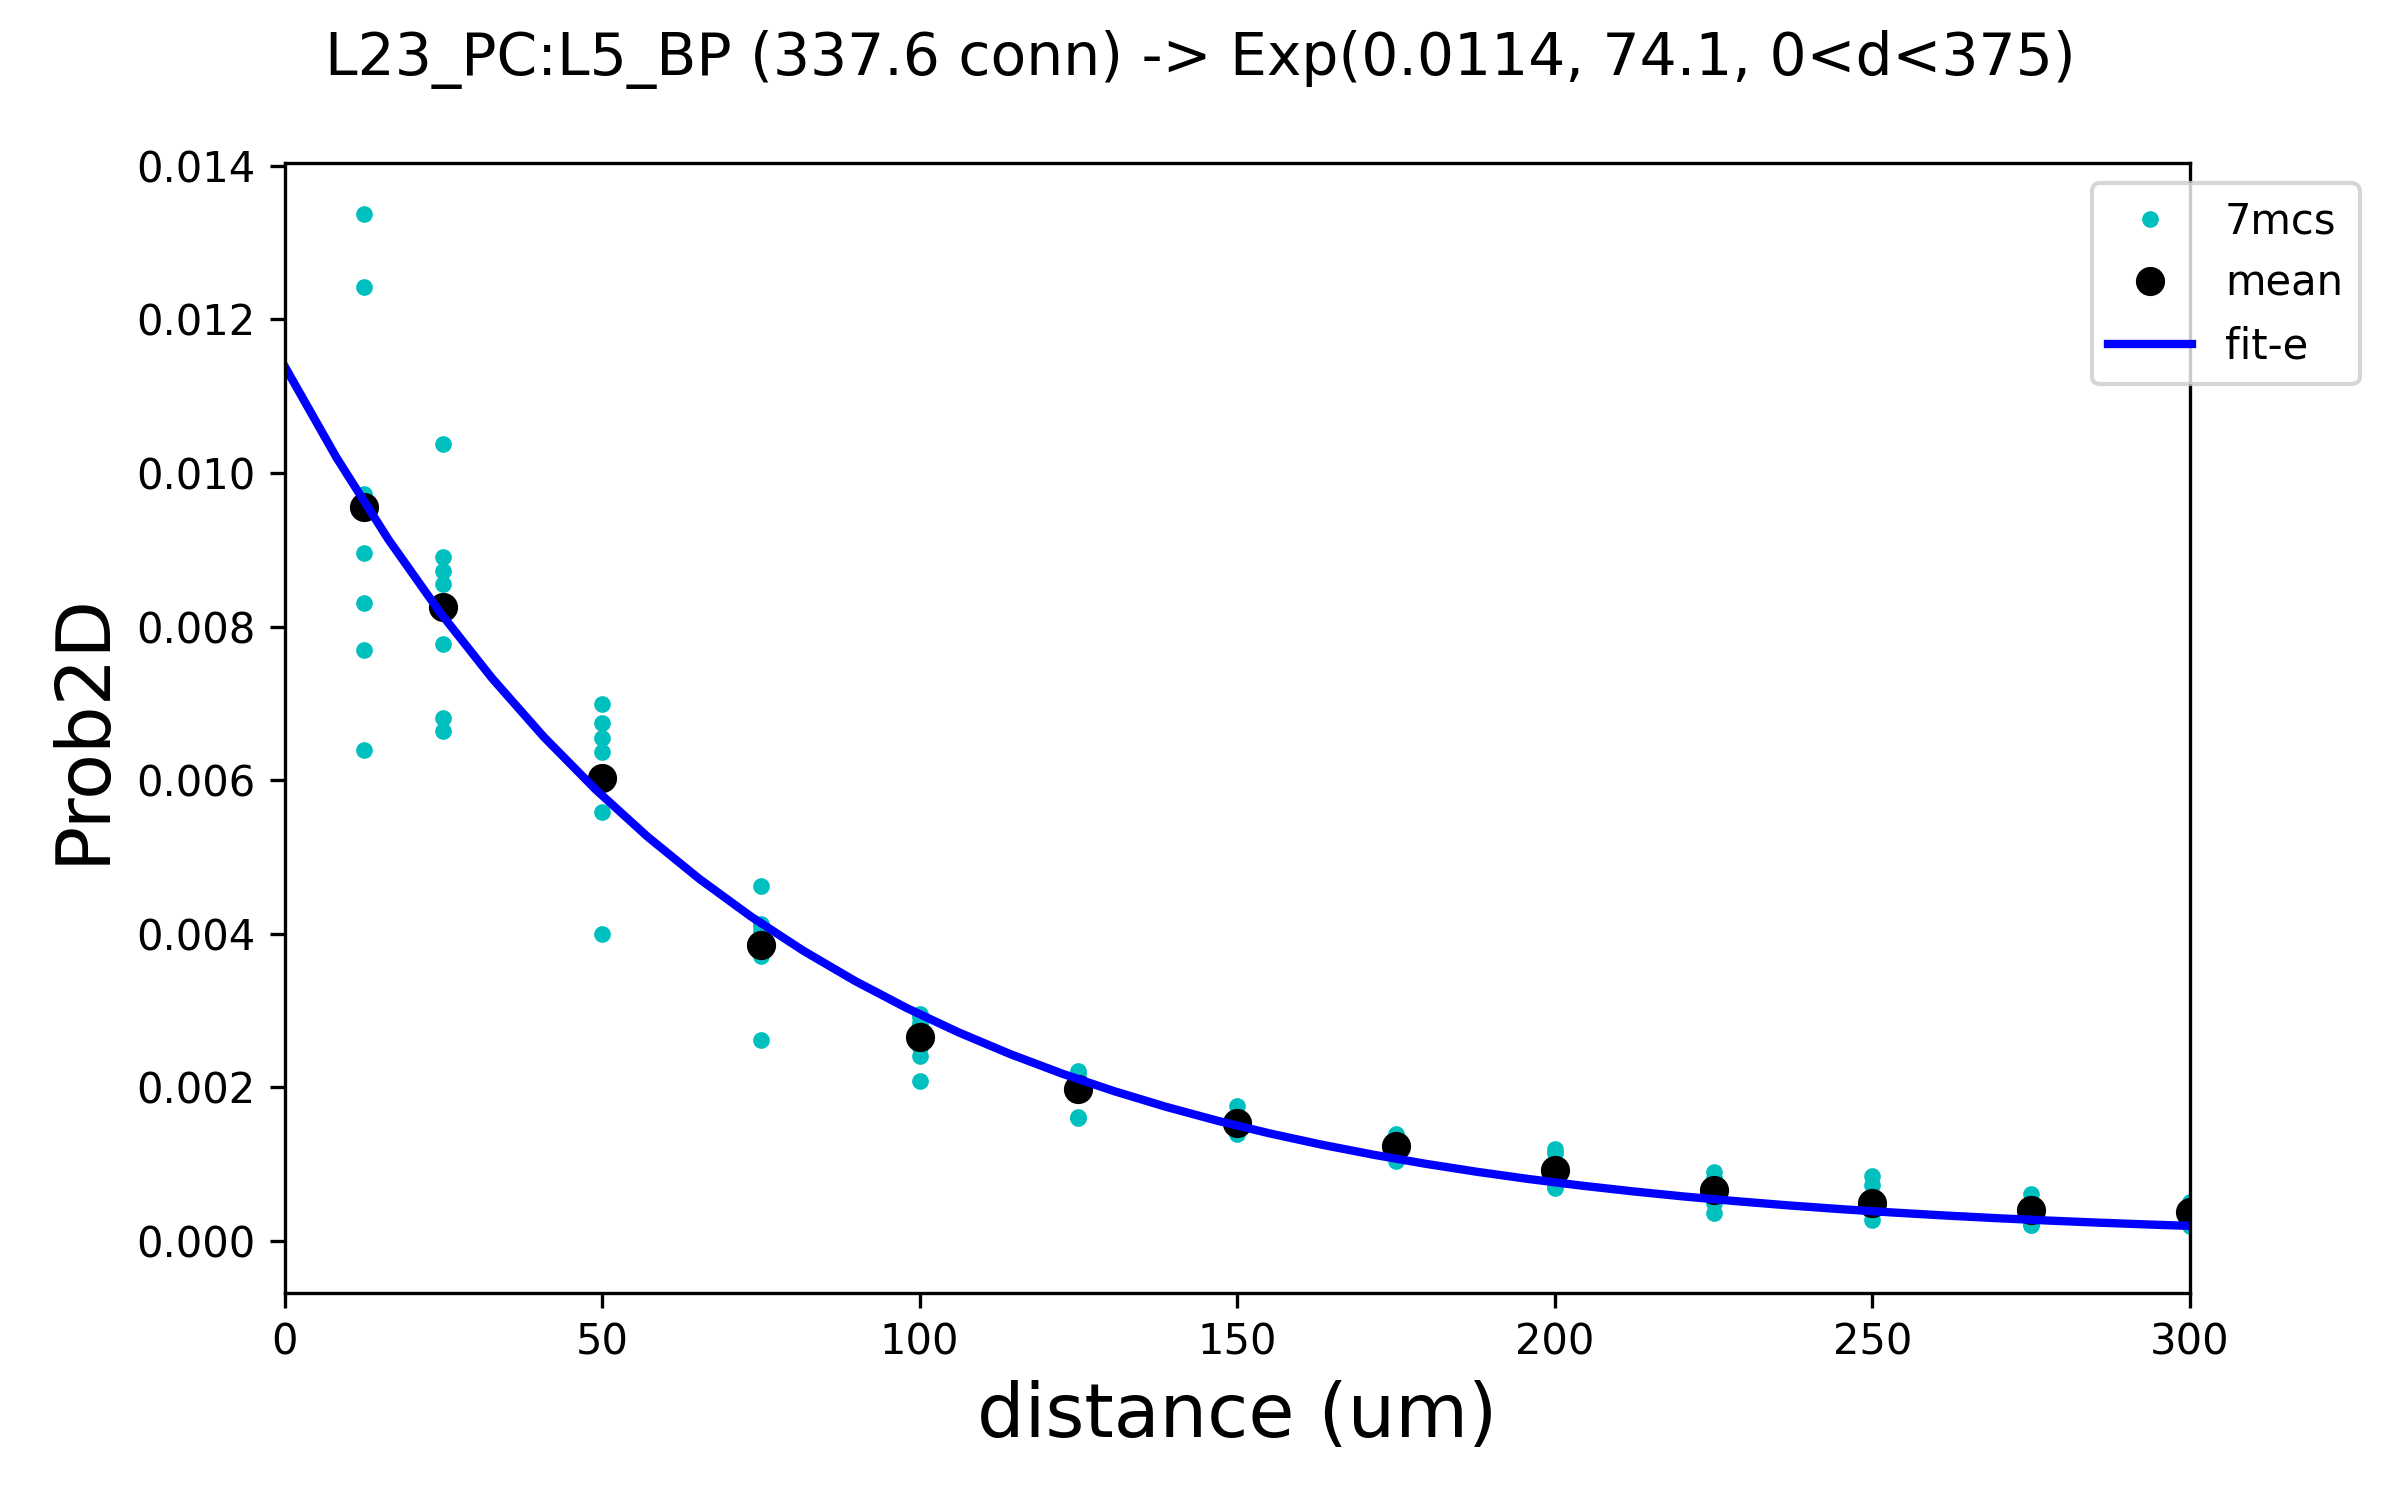 L23_PC:L5_BP (337.6 conn) -> Exp(0.0114, 74.1, 0<d<375)
0.014
0.012
0.010
0.008
0.006
0.004
0.002
0.000
Prob2D
7mcs
mean
fit-e
0 50 100 150 200 250 300
distance (um)